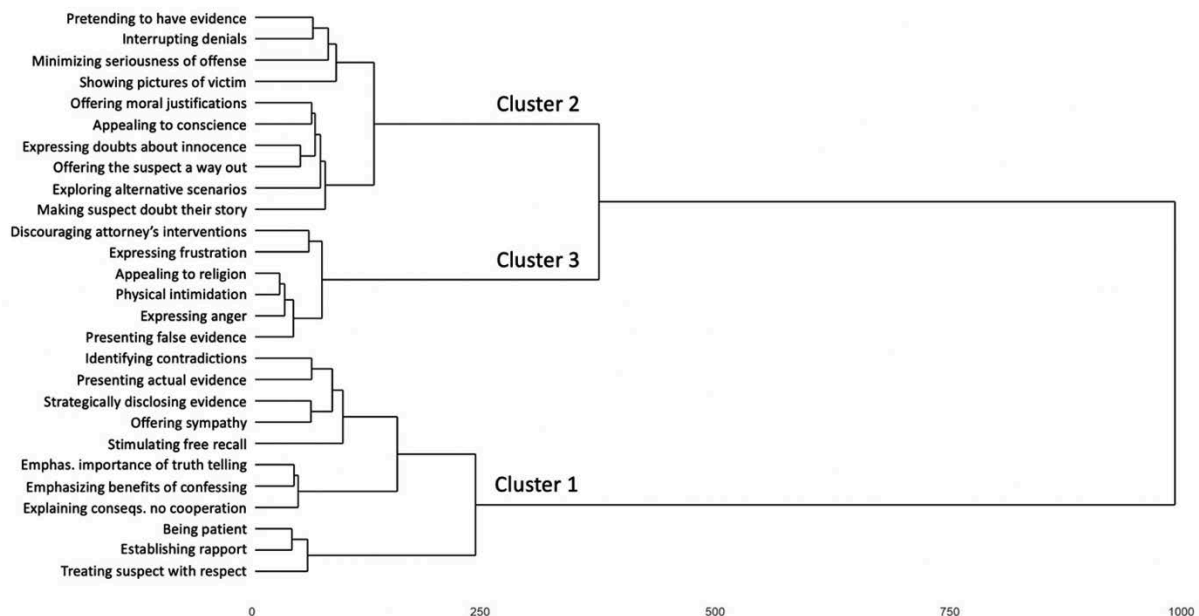 Pretending to have evidence
Interrupting denials
Minimizing seriousness of offense
Showing pictures of victim
Offering moral justifications
Cluster 2
Appealing to conscience
Expressing doubts about innocence
Offering the suspect a way out
Exploring alternative scenarios
Making suspect doubt their story
Discouraging attorney's interventions
Expressing frustration
Cluster 3
Appealing to religion
Physical intimidation
Expressing anger
Presenting false evidence
Identifying contradictions
Presenting actual evidence
Strategically disclosing evidence
Offering sympathy
Stimulating free recall
Emphas. importance of truth telling
Emphasizing benefits of confessing
Cluster 1
Explaining conseqs. no cooperation
Being patient
Establishing rapport
Treating suspect with respect
0 250 500 750 1000